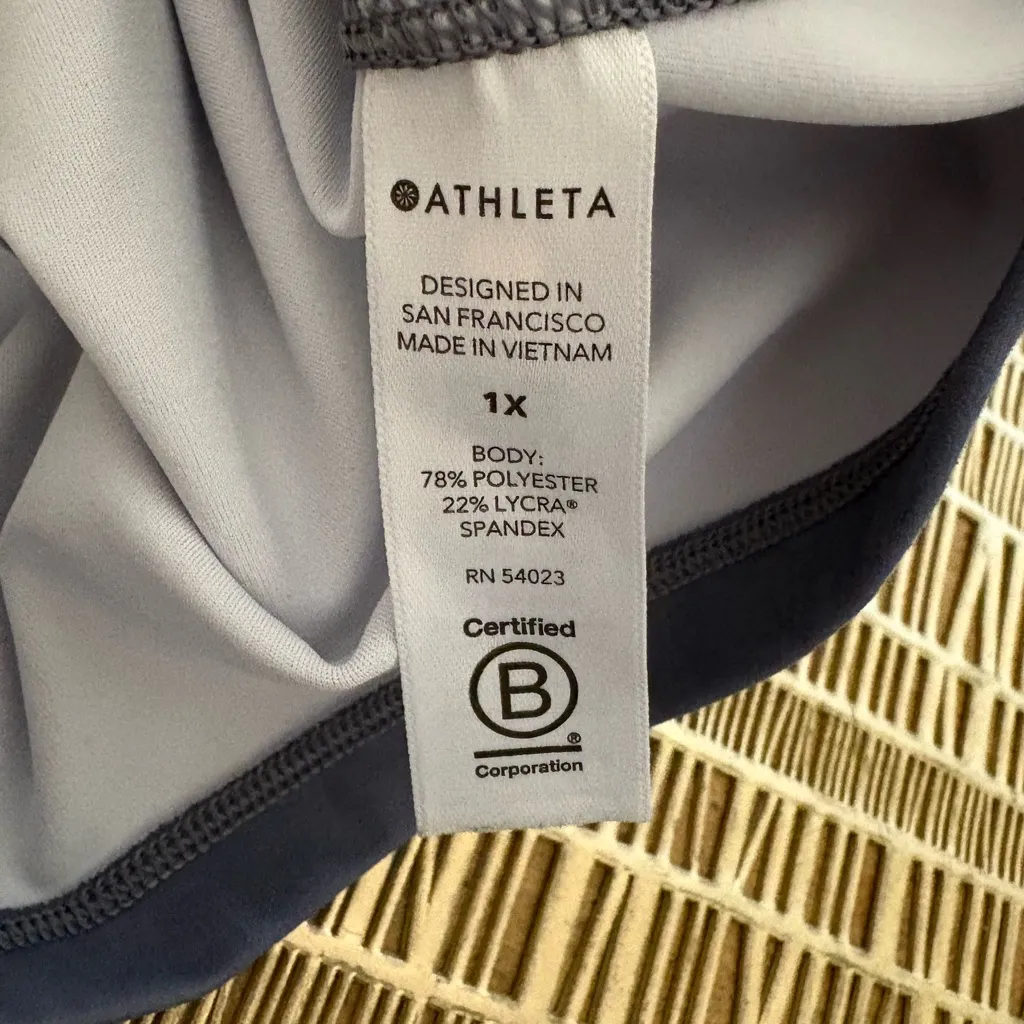 ATHLETA
DESIGNED IN
SAN FRANCISCO
MADE IN VIETNAM
1X
BODY:
78% POLYESTER
22% LYCRA®
SPANDEX
RN 54023
Certified
B
®
Corporation